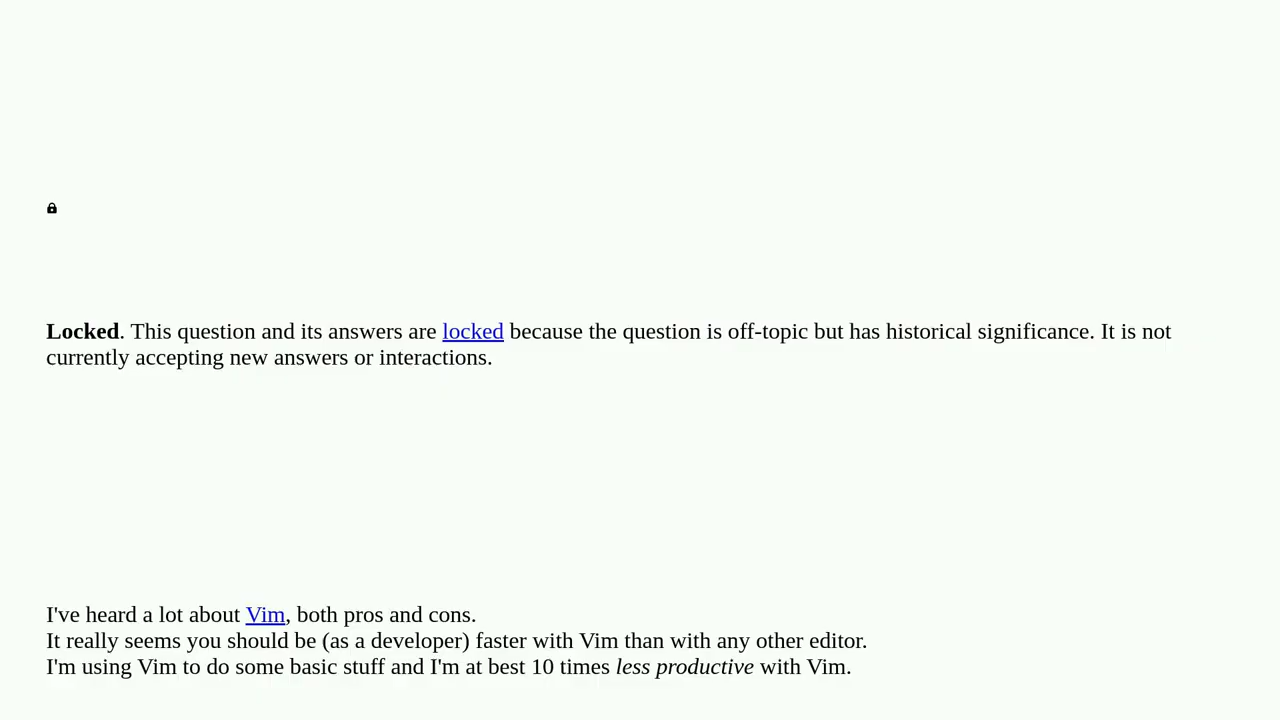 Locked. This question and its answers are locked because the question is off-topic but has historical significance. It is not
currently accepting new answers or interactions.
I've heard a lot about Vim, both pros and cons.
It really seems you should be (as a developer) faster with Vim than with any other editor.
I'm using Vim to do some basic stuff and I'm at best 10 times less productive with Vim.